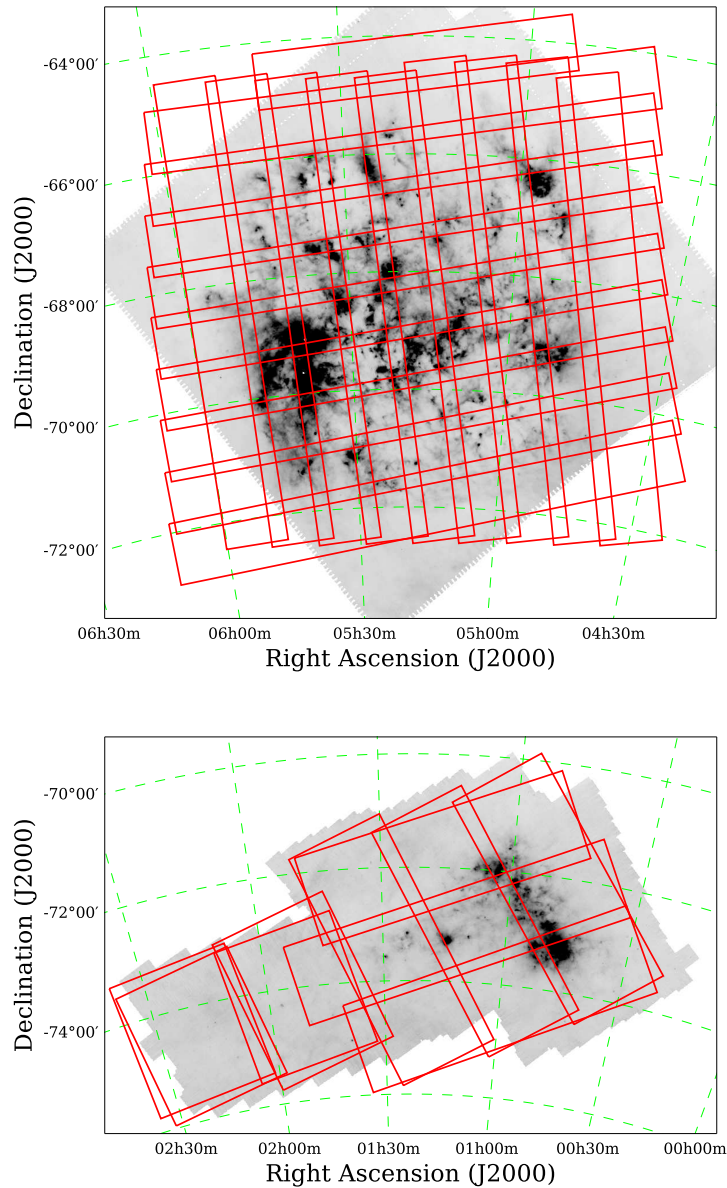 -64°00′
-66°00′
-68°00′
-70°00′
-72°00′
Declination (J2000)
06h30m 06h00m 05h30m 05h00m 04h30m
Right Ascension (J2000)
-70°00′
-72°00′
-74°00′
Declination (J2000)
02h30m 02h00m 01h30m 01h00m 00h30m 00h00m
Right Ascension (J2000)